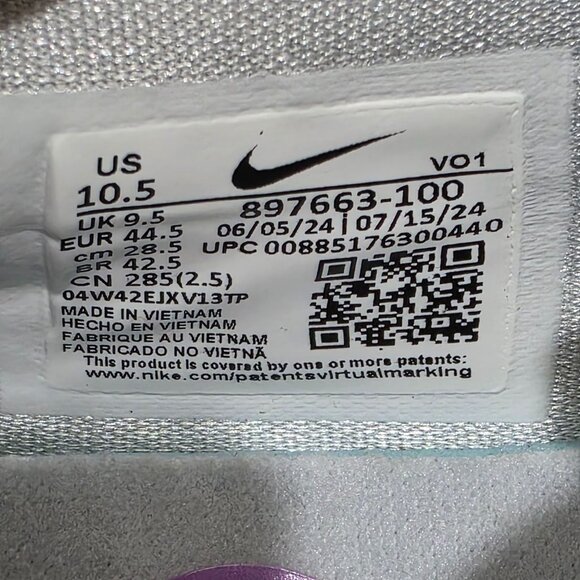 US
10.5
VO1
897663-100
UK 9.5
06/05/24 | 07/15/24
EUR 44.5
UPC 00885176300440
cm 28.5
BR 42.5
CN 285(2.5)
04W42EJXV13TP
MADE IN VIETNAM
HECHO EN VIETNAM
FABRIQUE AU VIETNAM
FABRICADO NO VIETNÃ
This product is covered by one or more patents:
www.nike.com/patentsvirtualmarking